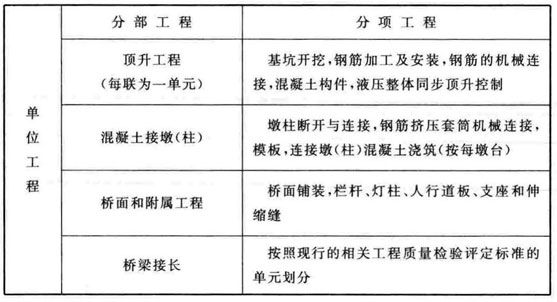 分部工程
分项工程
单位工程
顶升工程
(每联为一单元)
基坑开挖,钢筋加工及安装,钢筋的机械连
接,混凝土构件,液压整体同步顶升控制
混凝土接墩(柱)
墩柱断开与连接,钢筋挤压套筒机械连接,
模板,连接墩(柱)混凝土浇筑(按每墩台)
桥面和附属工程
桥面铺装,栏杆、灯柱、人行道板、支座和伸
缩缝
桥梁接长
按照现行的相关工程质量检验评定标准的
单元划分